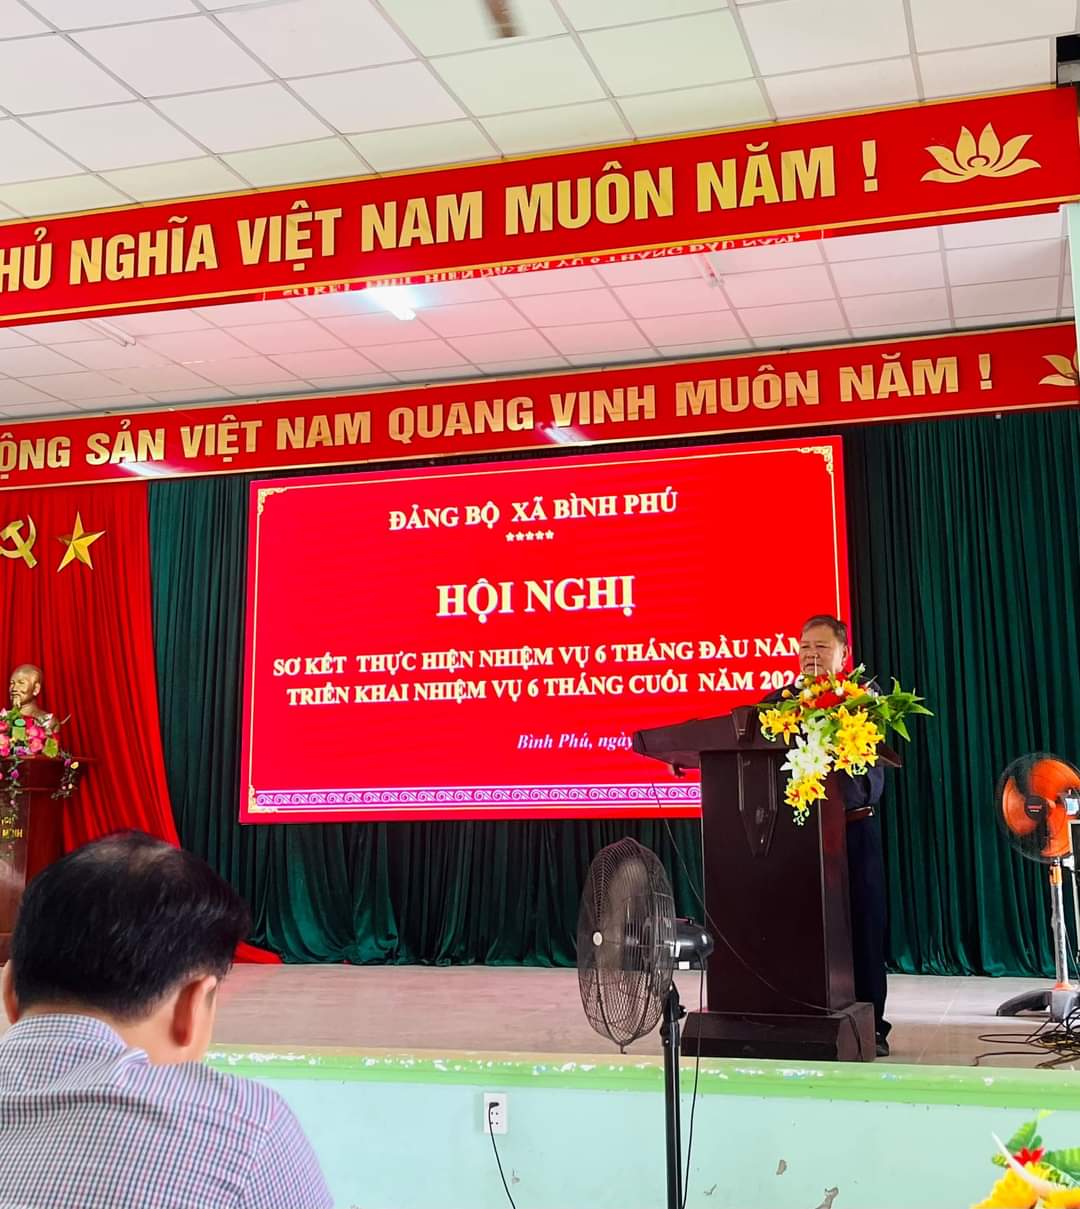 HỦ NGHĨA VIỆT NAM MUÔN NĂM !
ỘNG SẢN VIỆT NAM QUANG VINH MUÔN NĂM !
ĐẢNG BỘ XÃ BÌNH PHÚ
*****
HỘI NGHỊ
SƠ KẾT THỰC HIỆN NHIỆM VỤ 6 THÁNG ĐẦU NĂM
TRIỂN KHAI NHIỆM VỤ 6 THÁNG CUỐI NĂM 202
Bình Phú, ngày